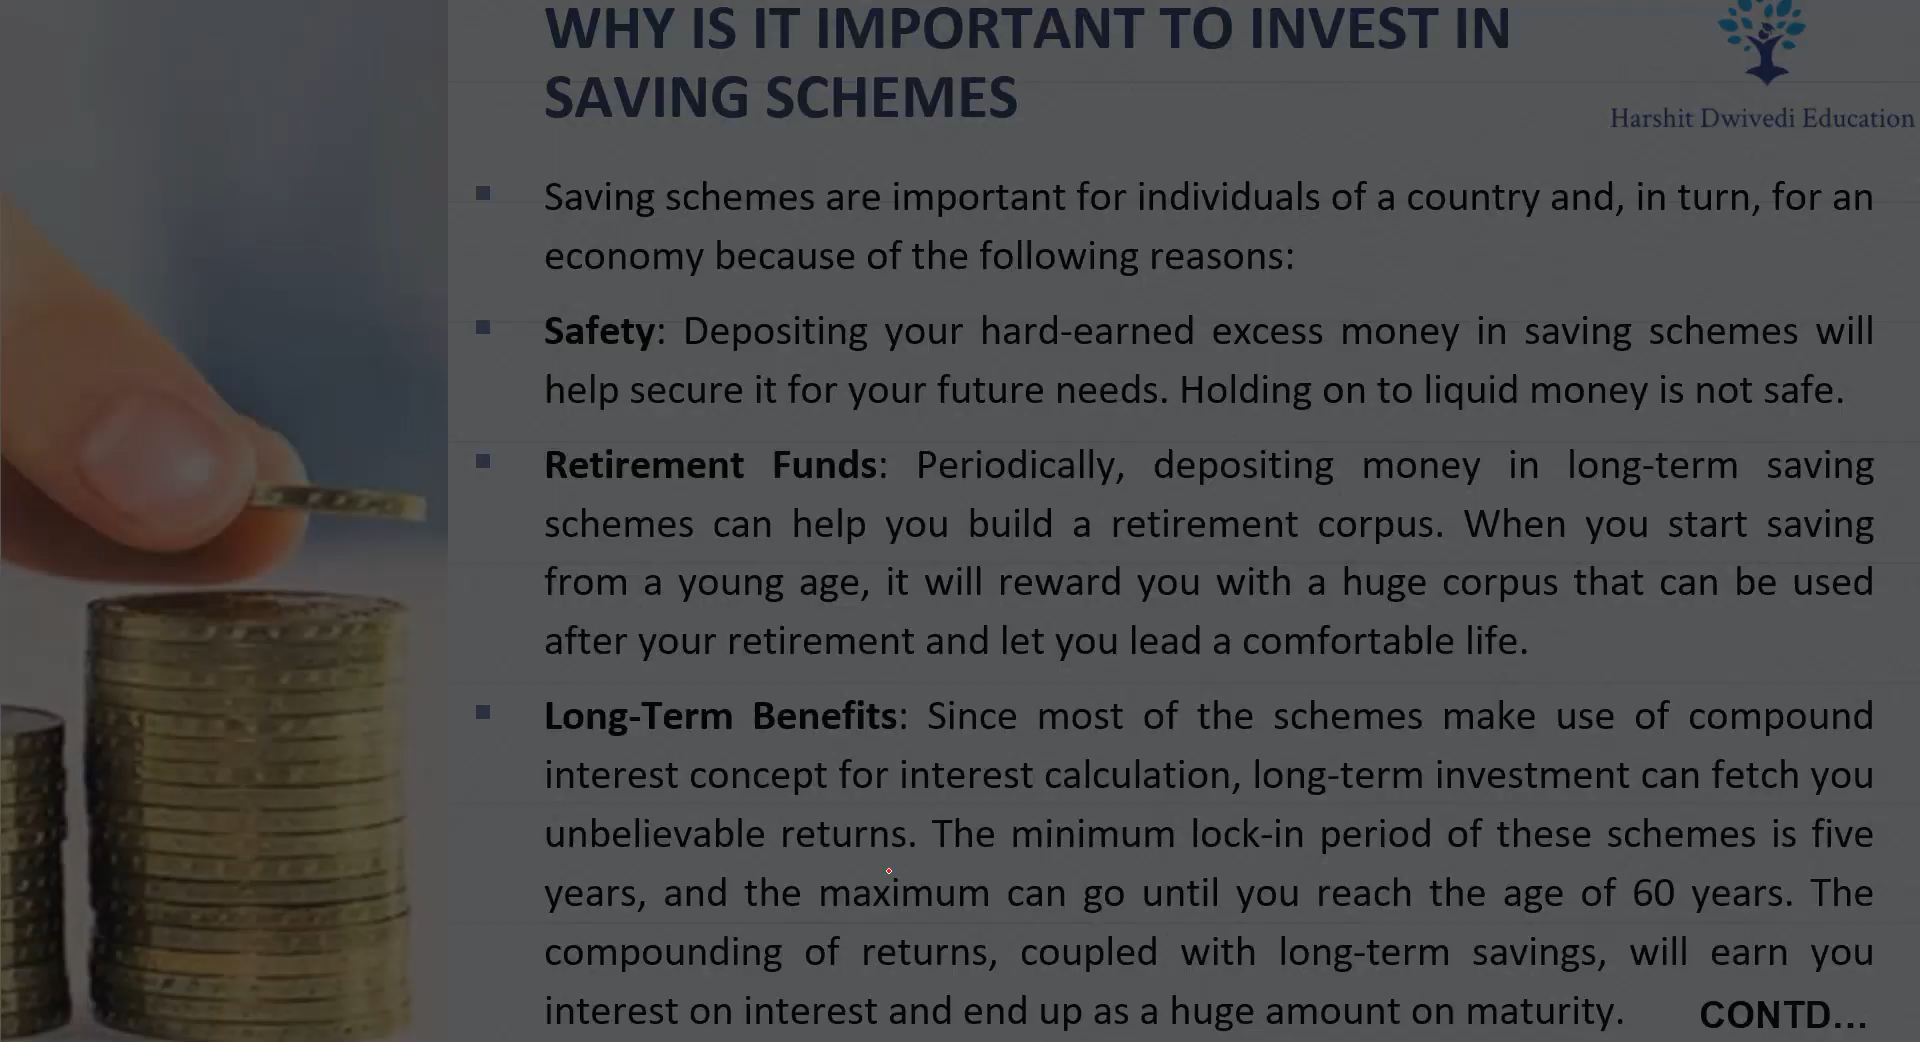 WHY IS IT IMPORTANT TO INVEST IN
SAVING SCHEMES
Harshit Dwivedi Education
Saving schemes are important for individuals of a country and, in turn, for an
economy because of the following reasons:
Safety: Depositing your hard-earned excess money in saving schemes will
help secure it for your future needs. Holding on to liquid money is not safe.
Retirement Funds: Periodically, depositing money in long-term saving
schemes can help you build a retirement corpus. When you start saving
from a young age, it will reward you with a huge corpus that can be used
after your retirement and let you lead a comfortable life.
Long-Term Benefits: Since most of the schemes make use of compound
interest concept for interest calculation, long-term investment can fetch you
unbelievable returns. The minimum lock-in period of these schemes is five
years, and the maximum can go until you reach the age of 60 years. The
compounding of returns, coupled with long-term savings, will earn you
interest on interest and end up as a huge amount on maturity.
CONTD...